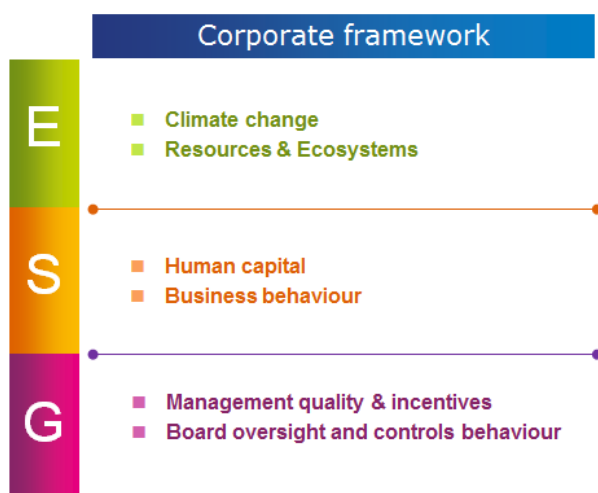 Corporate framework
E
Climate change
Resources & Ecosystems
S
Human capital
Business behaviour
G
Management quality & incentives
Board oversight and controls behaviour